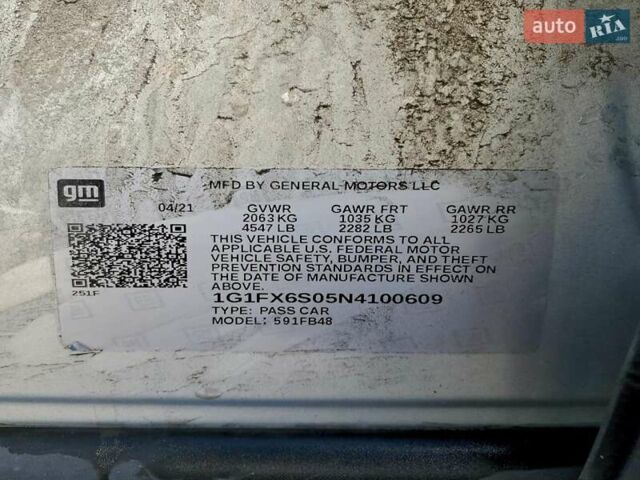 auto RIA
.com
gm
MFD BY GENERAL MOTORS LLC
04/21 GVWR GAWR FRT GAWR RR
2063 KG 1035 KG 1027 KG
4547 LB 2282 LB 2265 LB
THIS VEHICLE CONFORMS TO ALL
APPLICABLE U.S. FEDERAL MOTOR
VEHICLE SAFETY, BUMPER, AND THEFT
PREVENTION STANDARDS IN EFFECT ON
THE DATE OF MANUFACTURE SHOWN
ABOVE.
251F
1G1FX6S05N4100609
TYPE: PASS CAR
MODEL: 591FB48